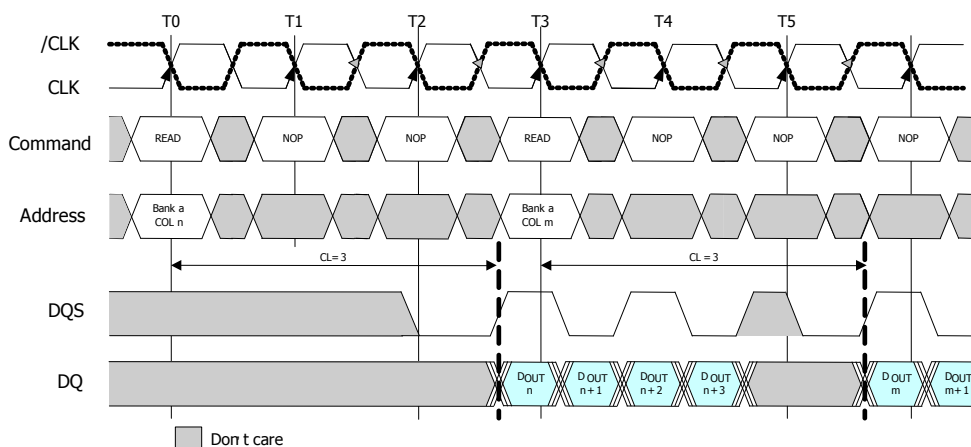 T0 T1 T2 T3 T4 T5
/CLK
CLK
Command READ NOP NOP READ NOP NOP NOP
Address Bank a COL n Bank a COL m
CL= 3 CL = 3
DQS
DQ DOUT n DOUT n+1 DOUT n+2 DOUT n+3 DOUT m DOUT m+1
Don't care